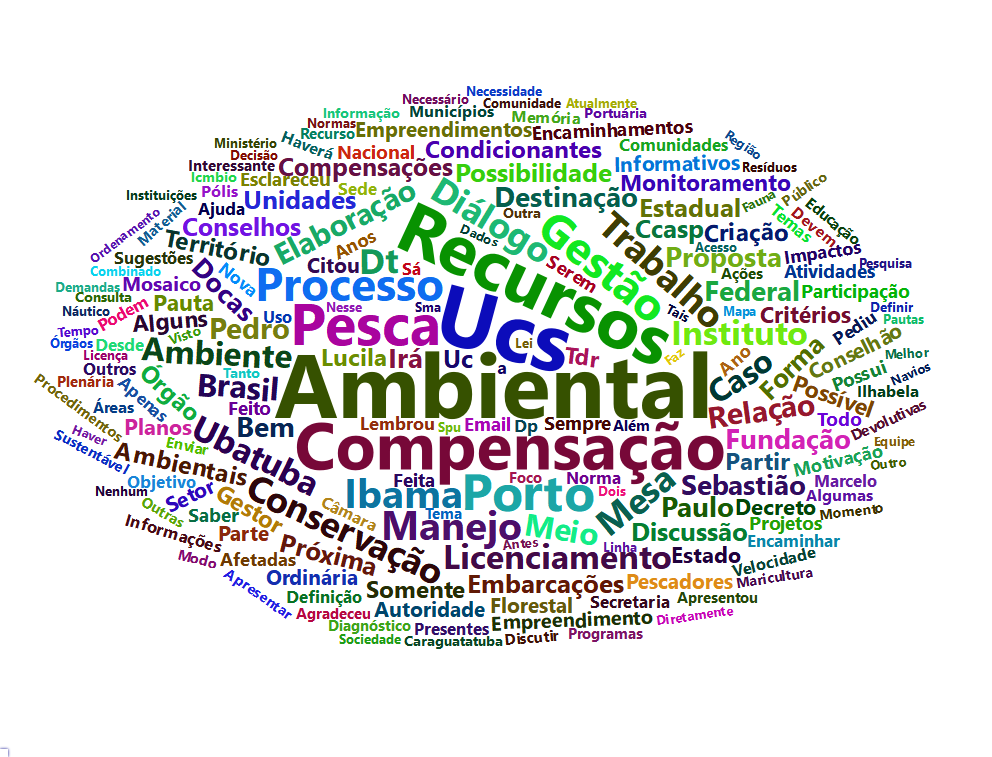 Necessidade
Necessário
Comunidade
Atualmente
Informação
Municípios
Memória
Portuária
Normas
Recurso
Empreendimentos
Encaminhamentos
Ministério
Haverá
Nacional
Condicionantes
Comunidades
Região
Decisão
Interessante
Compensações
Possibilidade
Informativos
Resíduos
Icmbio
Esclareceu
Sede
Diálogo
Destinação
Monitoramento
Instituições
Pólis
Unidades
Elaboração
Outra
Estadual
Fauna
Público
Ordenamento
Material
Ajuda
Conselhos
Recursos
Dados
Gestão
Trabalho
Ccasp
Criação
Temas
Devem
Educação
Território
Anos
Acesso
Impactos
Sugestões
Citou
Dt
Sá
Serem
Proposta
Ações
Atividades
Pesquisa
Combinado
Demandas
Mosaico
Docas
Nova
Processo
Federal
Participação
Consulta
Náutico
Podem
Pauta
Uso
Nesse
Sma
Ucs
Tais
Mapa
Critérios
Definir
Pautas
Tempo
Órgãos
Desde
Alguns
Visto
Pedro
Pesca
Lei
Instituto
Pediu
Conselhão
Melhor
Licença
Outros
Ambiente
Lucila
Irá
Uc
a
Tdr
Faz
Ano
Forma
Possui
Navios
Plenária
Apenas
Órgão
Tanto
Brasil
Ambiental
Caso
Possível
Ilhabela
Procedimentos
Áreas
Feito
Relação
Todo
Devolutivas
Haver
Planos
Ubatuba
Bem
Lembrou
Spu
Email
Dp
Sempre
Além
Fundação
Equipe
Sustentável
Enviar
Ambientais
Compensação
Partir
Motivação
Outro
Nenhum
Objetivo
Setor
Conservação
Feita
Foco
Norma
Mesa
Sebastião
Marcelo
Outras
Saber
Gestor
Câmara
Ibama
Tema
Porto
Dois
Paulo
Decreto
Algumas
Momento
Informações
Parte
Próxima
Manejo
Meio
Discussão
Projetos
Modo
Afetadas
Antes
Linha
Licenciamento
Estado
Encaminhar
Velocidade
Apresentar
Ordinária
Somente
Embarcações
Pescadores
Maricultura
Definição
Agradeceu
Autoridade
Florestal
Secretaria
Apresentou
Diagnóstico
Presentes
Empreendimento
Diretamente
Sociedade
Caraguatatuba
Discutir
Programas